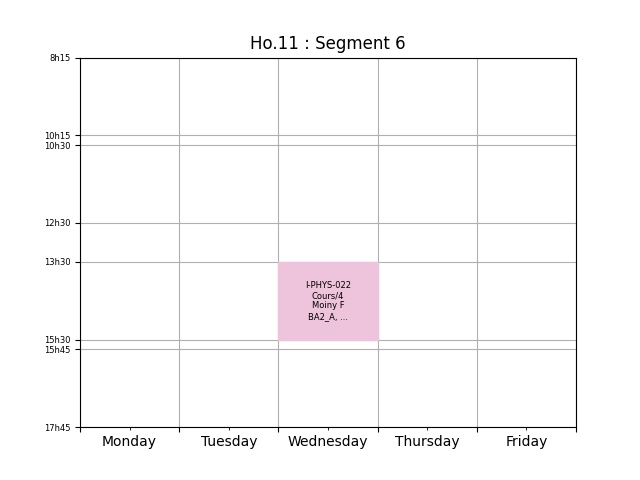 Ho.11 : Segment 6
8h15
10h15
10h30
12h30
13h30
I-PHYS-022
Cours/4
Moiny F
BA2_A, ...
15h30
15h45
17h45
Monday Tuesday Wednesday Thursday Friday